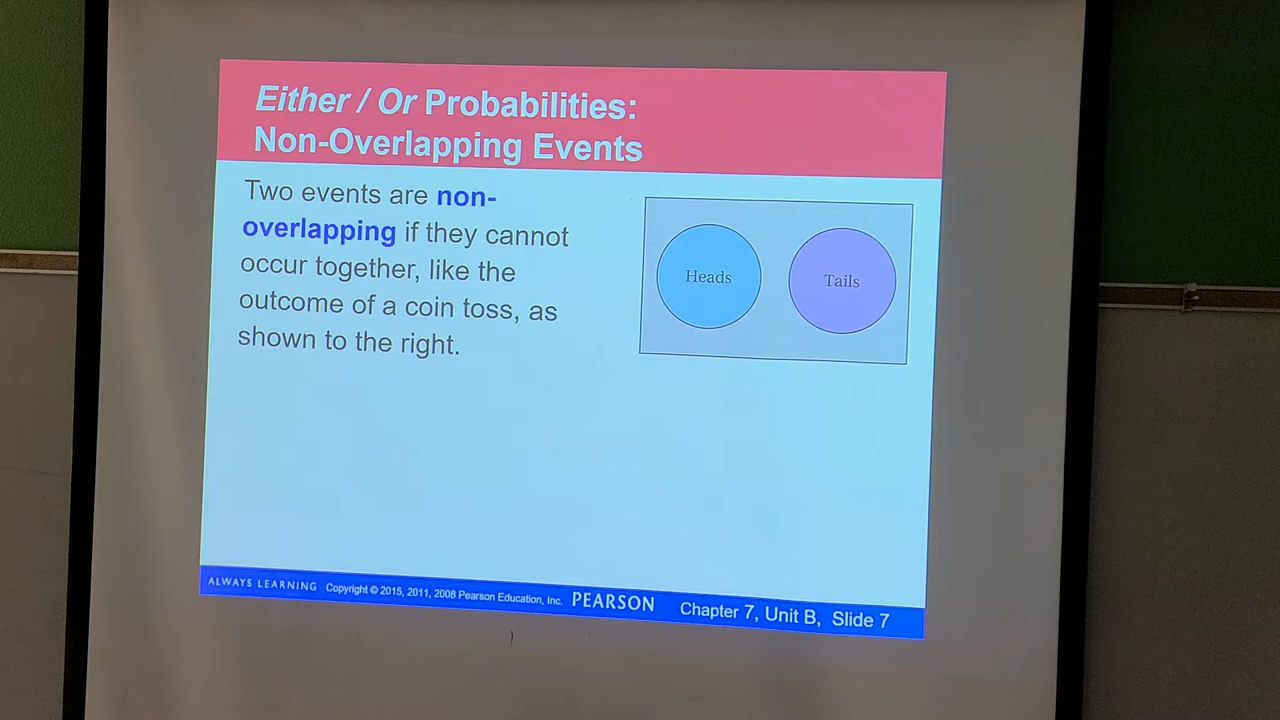 Either / Or Probabilities:
Non-Overlapping Events
Two events are non-
overlapping if they cannot
occur together, like the
outcome of a coin toss, as
shown to the right.
Heads
Tails
ALWAYS LEARNING Copyright © 2015, 2011, 2008 Pearson Education, Inc. PEARSON Chapter 7, Unit B, Slide 7